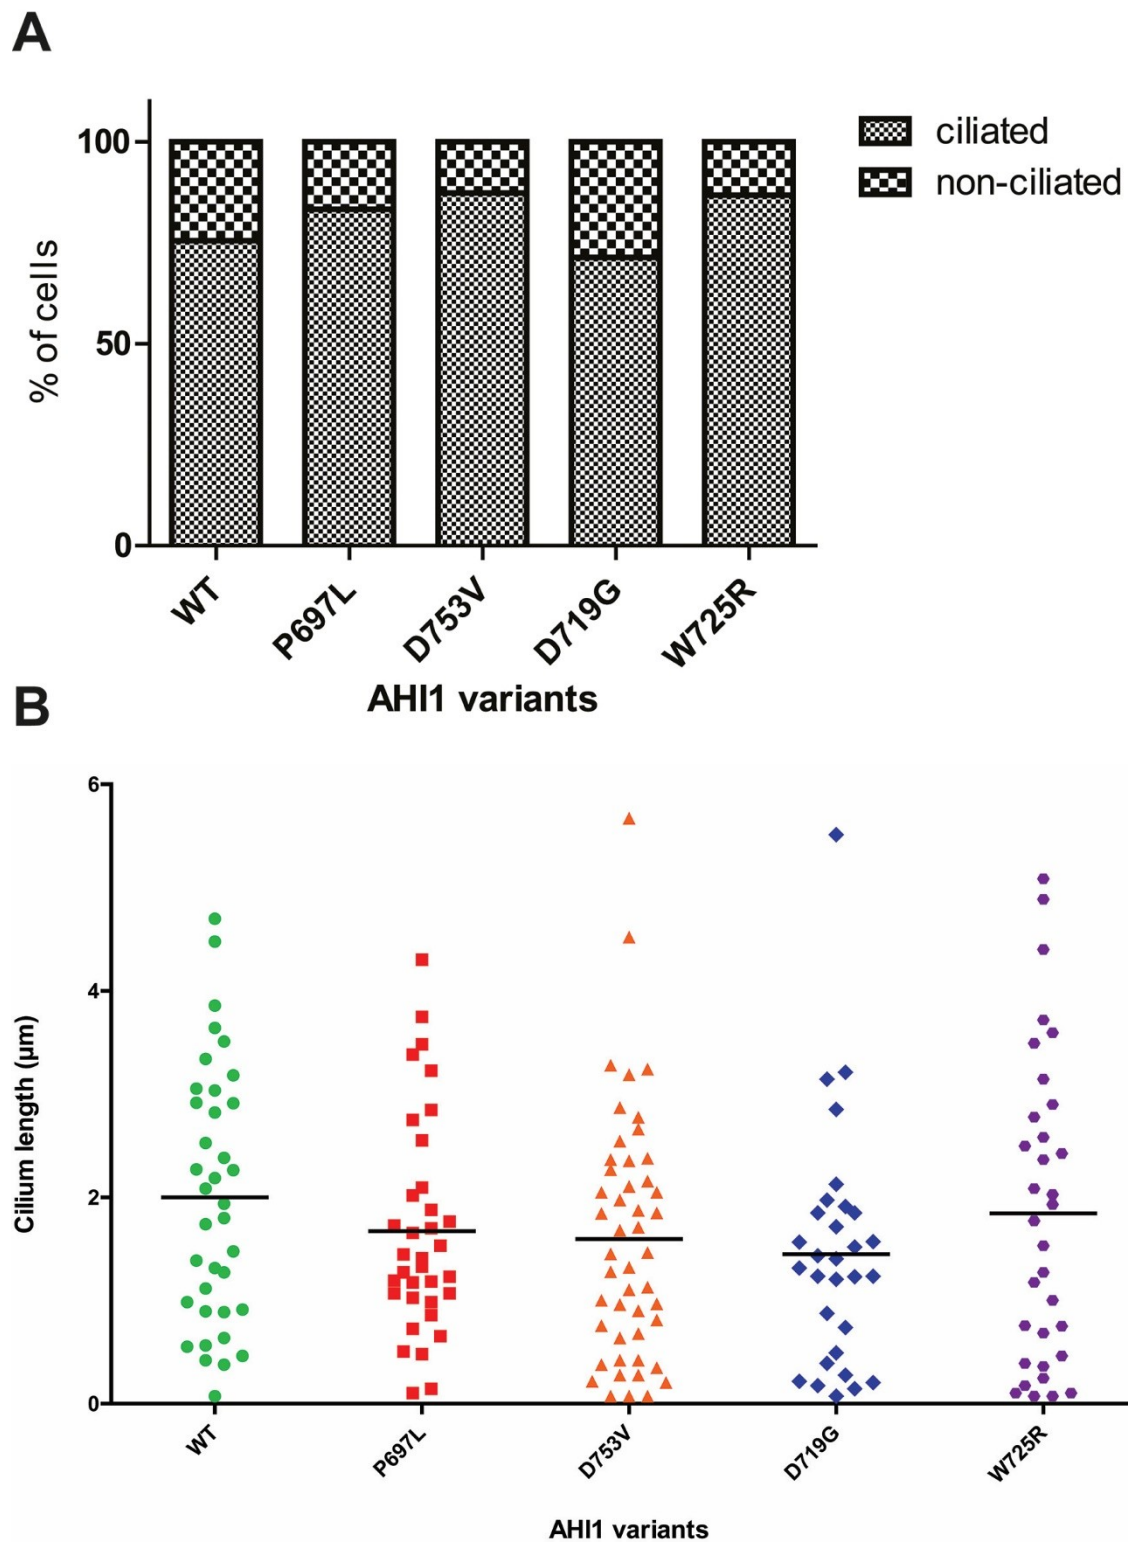 A
100
50
0
% of cells
ciliated
non-ciliated
WT
P697L
D753V
D719G
W725R
AHI1 variants
B
6
4
2
0
Cilium length (µm)
WT
P697L
D753V
D719G
W725R
AHI1 variants